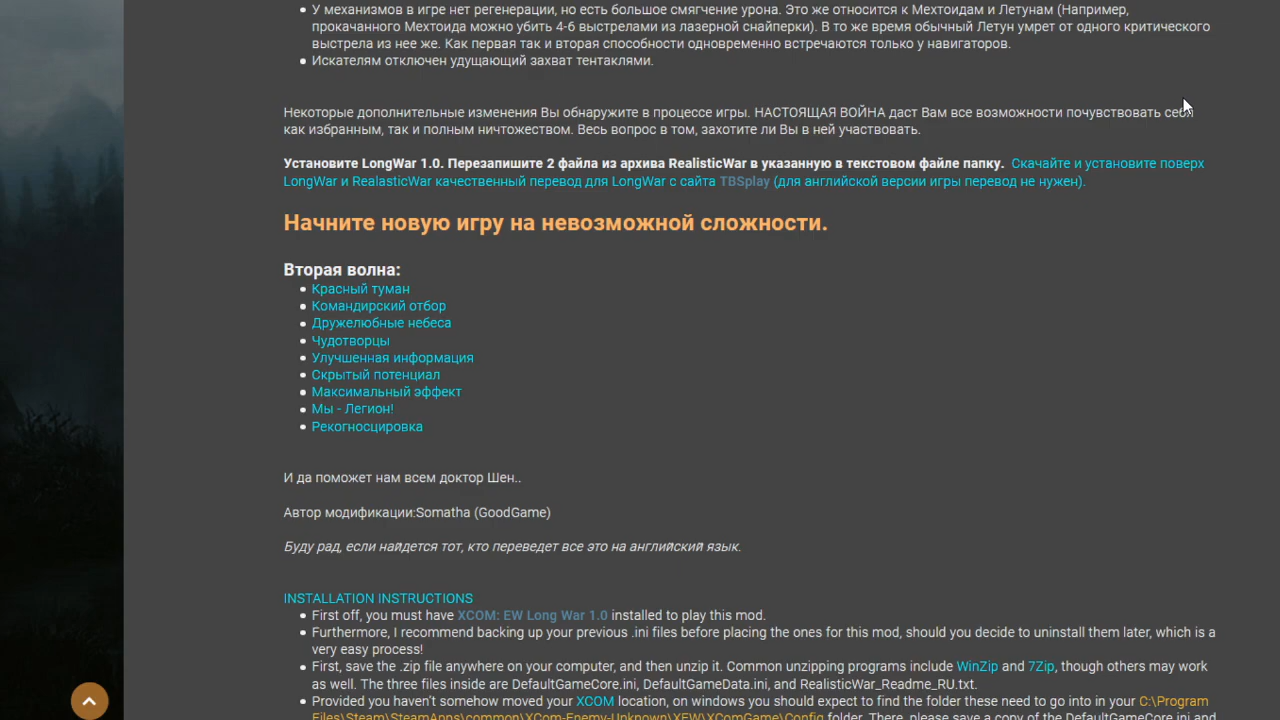 У механизмов в игре нет регенерации, но есть большое смягчение урона. Это же относится к Мехтоидам и Летунам (Например,
прокачанного Мехтоида можно убить 4-6 выстрелами из лазерной снайперки). В то же время обычный Летун умрет от одного критического
выстрела из нее же. Как первая так и вторая способности одновременно встречаются только у навигаторов.
Искателям отключен удущающий захват тентаклями.
Некоторые дополнительные изменения Вы обнаружите в процессе игры. НАСТОЯЩАЯ ВОЙНА даст Вам все возможности почувствовать себя
как избранным, так и полным ничтожеством. Весь вопрос в том, захотите ли Вы в ней участвовать.
Установите LongWar 1.0. Перезапишите 2 файла из архива RealisticWar в указанную в текстовом файле папку. Скачайте и установите поверх
LongWar и RealasticWar качественный перевод для LongWar с сайта TBSplay (для английской версии игры перевод не нужен).
Начните новую игру на невозможной сложности.
Вторая волна:
Красный туман
Командирский отбор
Дружелюбные небеса
Чудотворцы
Улучшенная информация
Скрытый потенциал
Максимальный эффект
Мы - Легион!
Рекогносцировка
И да поможет нам всем доктор Шен..
Автор модификации:Somatha (GoodGame)
Буду рад, если найдется тот, кто переведет все это на английский язык.
INSTALLATION INSTRUCTIONS
First off, you must have XCOM: EW Long War 1.0 installed to play this mod.
Furthermore, I recommend backing up your previous .ini files before placing the ones for this mod, should you decide to uninstall them later, which is a
very easy process!
First, save the .zip file anywhere on your computer, and then unzip it. Common unzipping programs include WinZip and 7Zip, though others may work
as well. The three files inside are DefaultGameCore.ini, DefaultGameData.ini, and RealisticWar_Readme_RU.txt.
Provided you haven't somehow moved your XCOM location, on windows you should expect to find the folder these need to go into in your C:\Program
Files\Steam\SteamApps\common\XCom-Enemy-Unknown\XEW\XComGame\Config folder. There, please save a copy of the DefaultGameCore.ini and